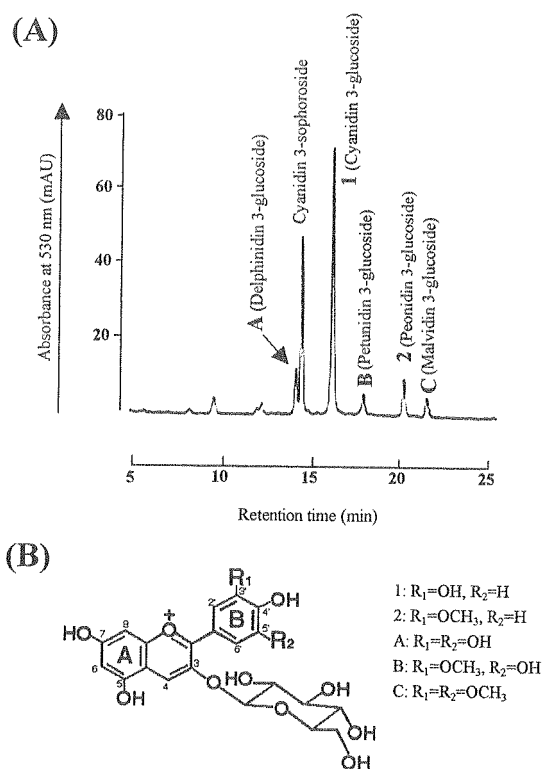 (A)
Absorbance at 530 nm (mAU)
80
60
40
20
A (Delphinidin 3-glucoside)
Cyanidin 3-sophoroside
1 (Cyanidin 3-glucoside)
B (Petunidin 3-glucoside)
2 (Peonidin 3-glucoside)
C (Malvidin 3-glucoside)
5 10 15 20 25
Retention time (min)
(B)
R1
3'
2'
B
4'
OH
5'
R2
6'
+
O
HO
7
8
A
6
5
4
3
OH
O
HO
HO
OH
O
OH
HO
1: R1=OH, R2=H
2: R1=OCH3, R2=H
A: R1=R2=OH
B: R1=OCH3, R2=OH
C: R1=R2=OCH3